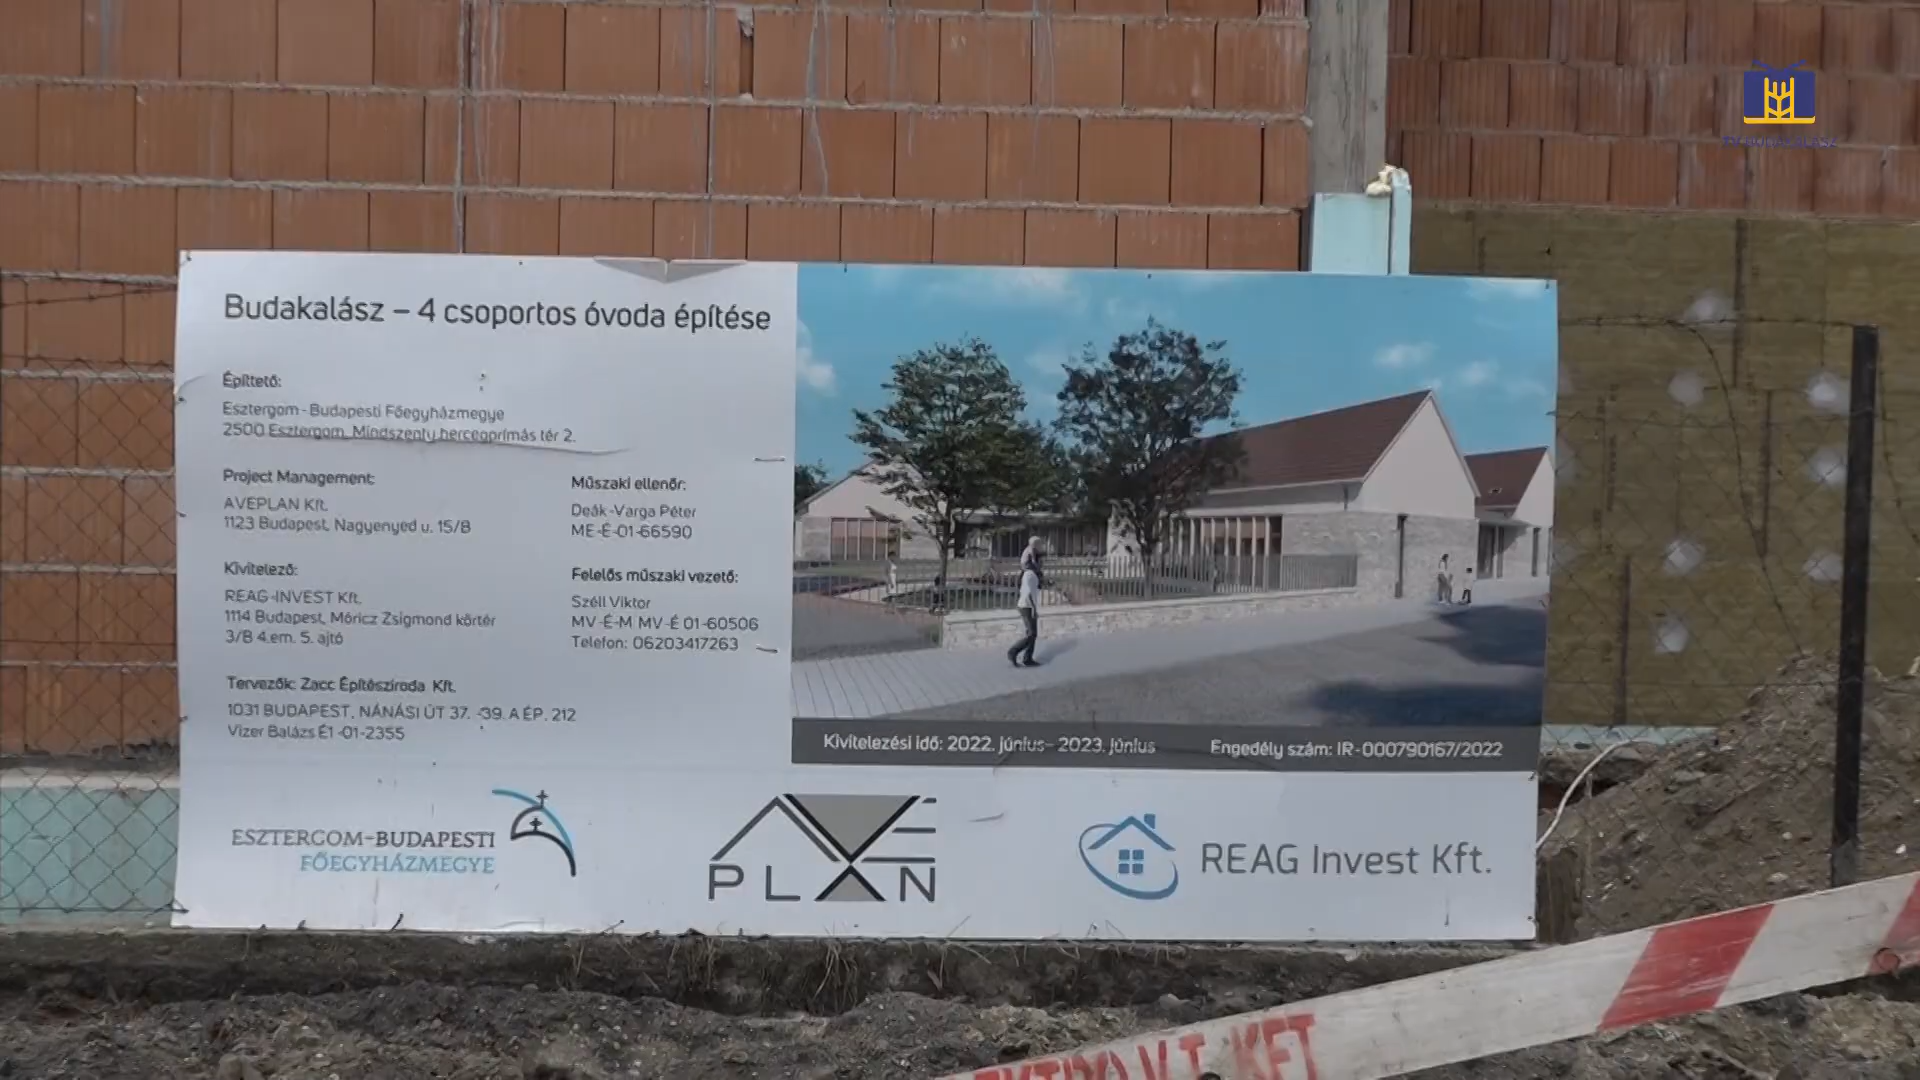 Budakalász – 4 csoportos óvoda építése
Építtető:
Esztergom - Budapesti Főegyházmegye
2500 Esztergom, Mindszenty hercegprímás tér 2.
Project Management:
AVEPLAN Kft.
1123 Budapest, Nagyenyed u. 15/B
Kivitelező:
REAG-INVEST Kft.
1114 Budapest, Móricz Zsigmond körtér
3/B 4.em. 5. ajtó
Műszaki ellenőr:
Deák-Varga Péter
ME-É-01-66590
Felelős műszaki vezető:
Széll Viktor
MV-É-M MV-É 01-60506
Telefon: 06203417263
Tervezők: Zacc Építésziroda Kft.
1031 BUDAPEST, NÁNÁSI ÚT 37. -39. A ÉP. 212
Vizer Balázs É1-01-2355
Kivitelezési idő: 2022. június- 2023. június
Engedély szám: IR-000790167/2022
ESZTERGOM-BUDAPESTI
FŐEGYHÁZMEGYE
AVE
PLAN
REAG Invest Kft.
KFT